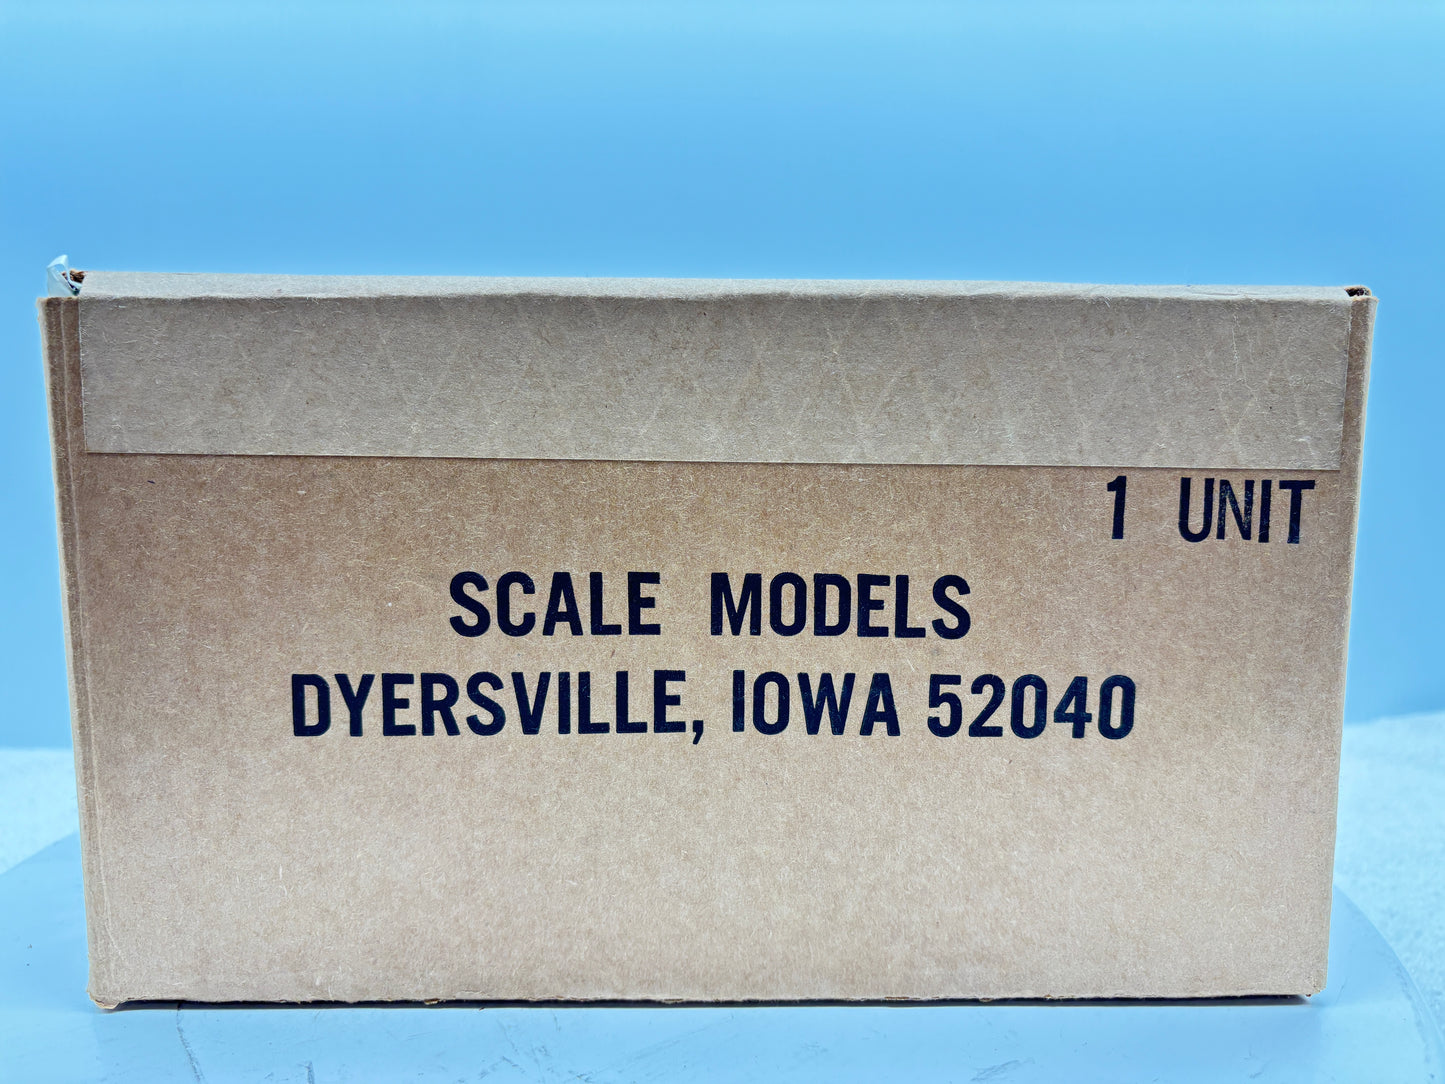 1 UNIT
SCALE MODELS
DYERSVILLE, IOWA 52040